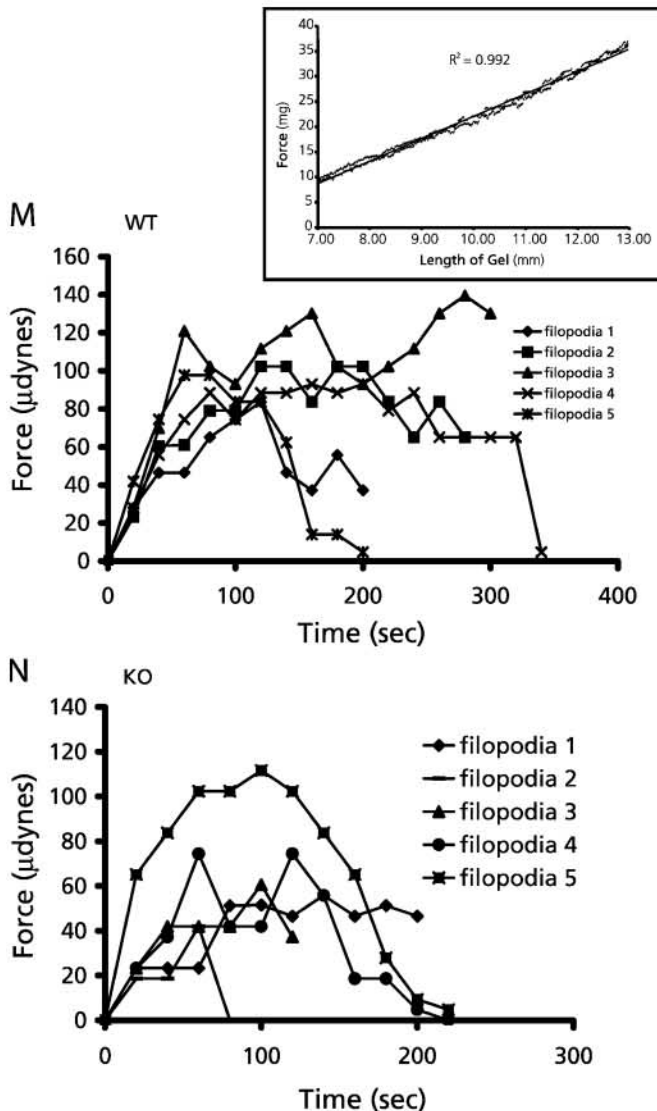 40
35
30
25
20
15
10
5
0
Force (mg)
R² = 0.992
7.00 8.00 9.00 10.00 11.00 12.00 13.00
Length of Gel (mm)
M
WT
160
140
120
100
80
60
40
20
0
Force (μdynes)
filopodia 1
filopodia 2
filopodia 3
filopodia 4
filopodia 5
0 100 200 300 400
Time (sec)
N
KO
140
120
100
80
60
40
20
0
Force (μdynes)
filopodia 1
filopodia 2
filopodia 3
filopodia 4
filopodia 5
0 100 200 300
Time (sec)